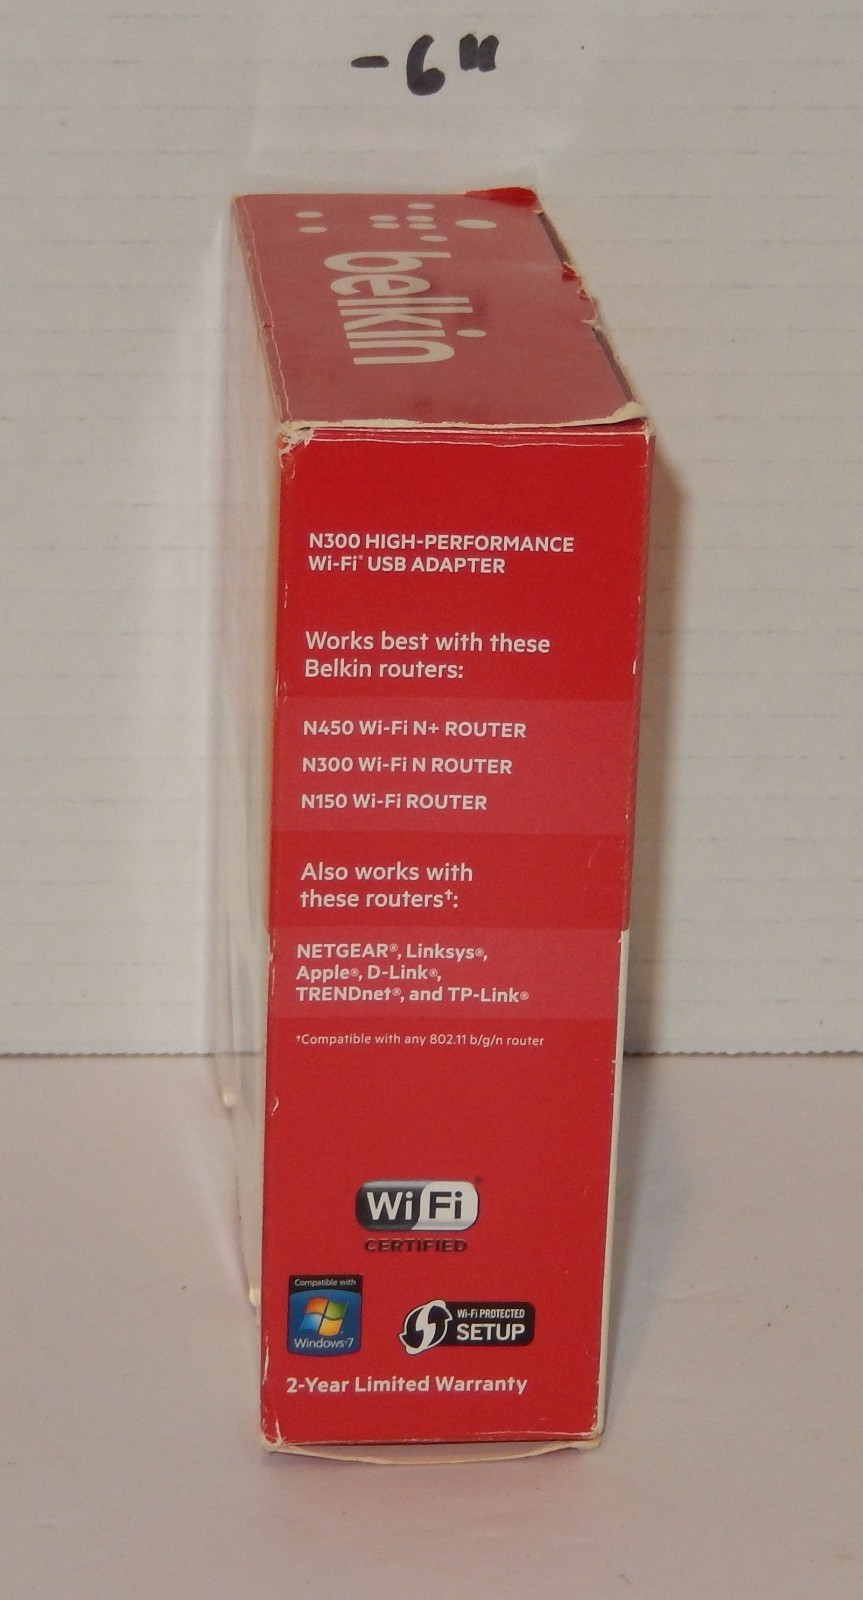 -6"
belkin
N300 HIGH-PERFORMANCE
Wi-Fi® USB ADAPTER
Works best with these
Belkin routers:
N450 Wi-Fi N+ ROUTER
N300 Wi-Fi N ROUTER
N150 Wi-Fi ROUTER
Also works with
these routers†:
NETGEAR®, Linksys®,
Apple®, D-Link®,
TRENDnet®, and TP-Link®
†Compatible with any 802.11 b/g/n router
Wi Fi
CERTIFIED
Compatible with
Windows 7
Wi-Fi PROTECTED
SETUP
2-Year Limited Warranty